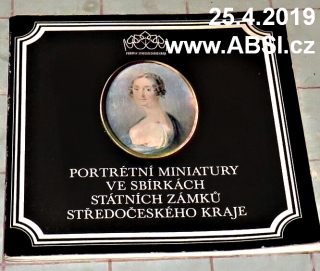 25.4.2019
www.ABSI.cz
PORTRÉTNÍ MINIATURY
VE SBÍRKÁCH
STÁTNÍCH ZÁMKŮ
STŘEDOČESKÉHO KRAJE